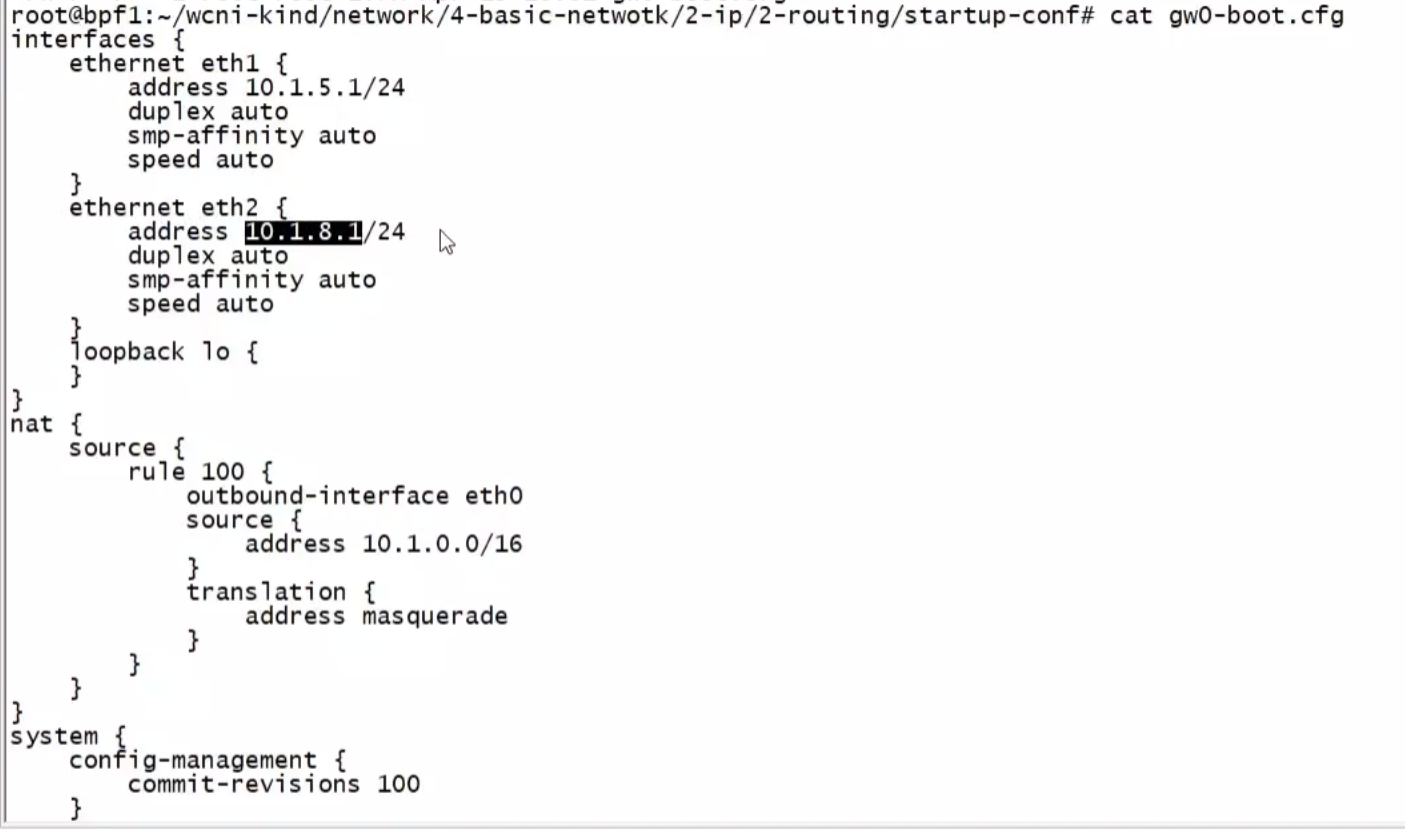 root@bpf1:~/wcni-kind/network/4-basic-netwotk/2-ip/2-routing/startup-conf# cat gw0-boot.cfg
interfaces {
    ethernet eth1 {
        address 10.1.5.1/24
        duplex auto
        smp-affinity auto
        speed auto
    }
    ethernet eth2 {
        address 10.1.8.1/24
        duplex auto
        smp-affinity auto
        speed auto
    }
    loopback lo {
    }
}
nat {
    source {
        rule 100 {
            outbound-interface eth0
            source {
                address 10.1.0.0/16
            }
            translation {
                address masquerade
            }
        }
    }
}
system {
    config-management {
        commit-revisions 100
    }